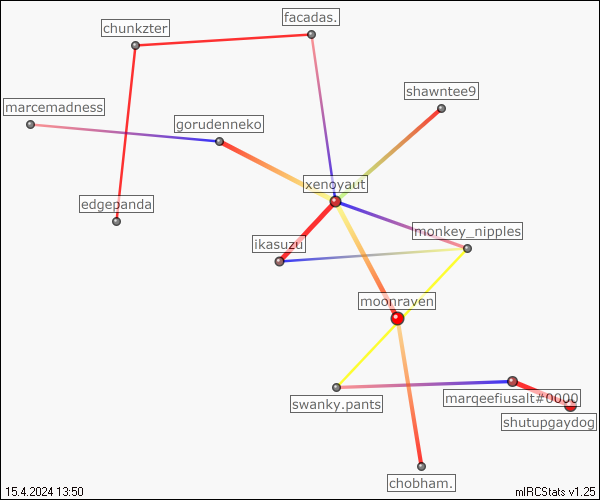 facadas.
chunkzter
shawntee9
marcemadness
gorudenneko
xenoyaut
edgepanda
monkey_nipples
ikasuzu
moonraven
marqeefiusalt#0000
swanky.pants
shutupgaydog
chobham.
15.4.2024 13:50
mIRCStats v1.25